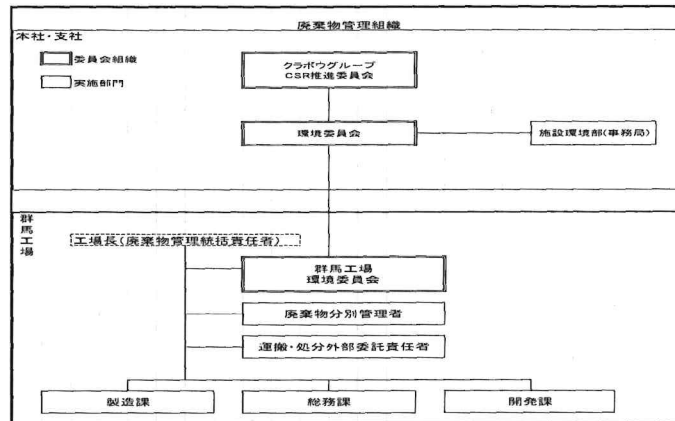 廃棄物管理組織
本社・支社
委員会組織
実施部門
クラボウグループ
CSR推進委員会
環境委員会
施設環境部(事務局)
群馬工場
工場長(廃棄物管理統括責任者)
群馬工場
環境委員会
廃棄物分別管理者
運搬・処分外部委託責任者
製造課
総務課
開発課